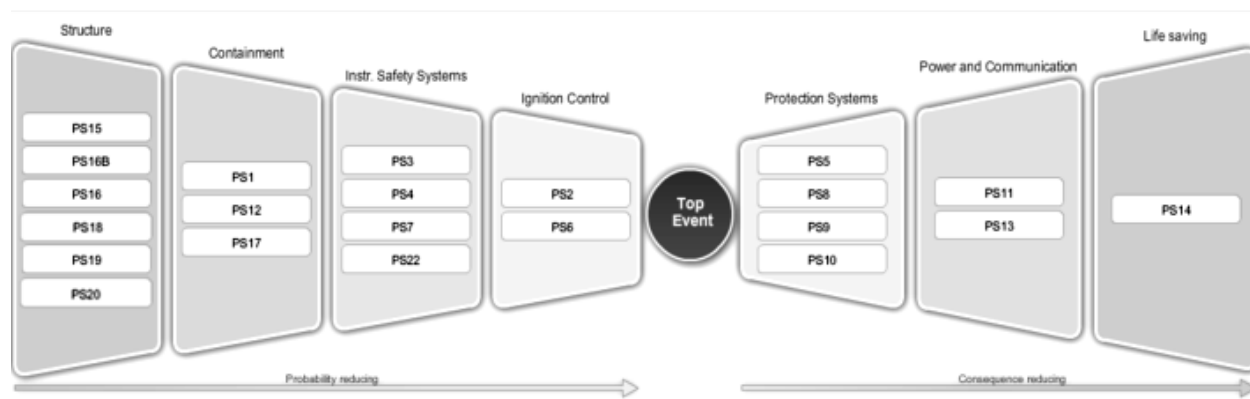 Structure
PS15
PS16B
PS16
PS18
PS19
PS20
Containment
PS1
PS12
PS17
Instr. Safety Systems
PS3
PS4
PS7
PS22
Ignition Control
PS2
PS6
Top
Event
Protection Systems
PS5
PS8
PS9
PS10
Power and Communication
PS11
PS13
Life saving
PS14
Probability reducing
Consequence reducing